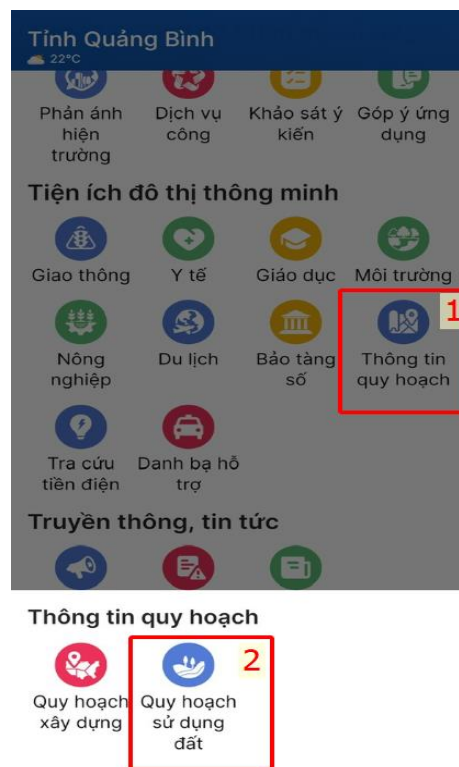 Tỉnh Quảng Bình
22°C
Phản ánh hiện trường
Dịch vụ công
Khảo sát ý kiến
Góp ý ứng dụng
Tiện ích đô thị thông minh
Giao thông
Y tế
Giáo dục
Môi trường
1
Nông nghiệp
Du lịch
Bảo tàng số
Thông tin quy hoạch
Tra cứu tiền điện
Danh bạ hỗ trợ
Truyền thông, tin tức
Thông tin quy hoạch
2
Quy hoạch xây dựng
Quy hoạch sử dụng đất